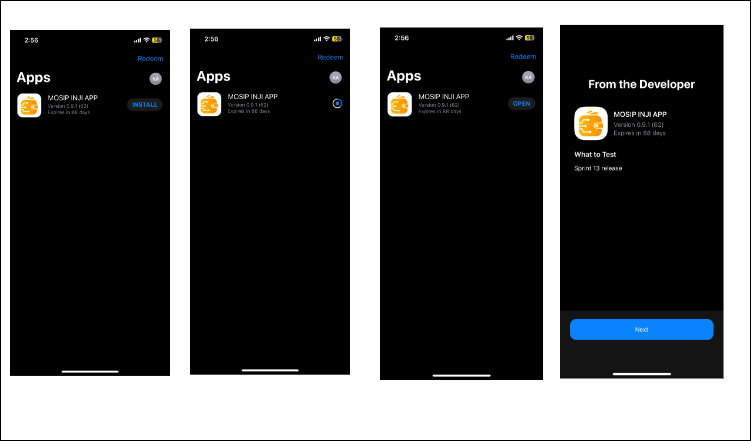 2:56
56
Redeem
Apps
KA
MOSIP INJI APP
Version 0.9.1 (62)
Expires in 88 days
INSTALL
2:56
56
Redeem
Apps
KA
MOSIP INJI APP
Version 0.9.1 (62)
Expires in 88 days
2:56
56
Redeem
Apps
KA
MOSIP INJI APP
Version 0.9.1 (62)
Expires in 88 days
OPEN
From the Developer
MOSIP INJI APP
Version 0.9.1 (62)
Expires in 88 days
What to Test
Sprint 13 release
Next